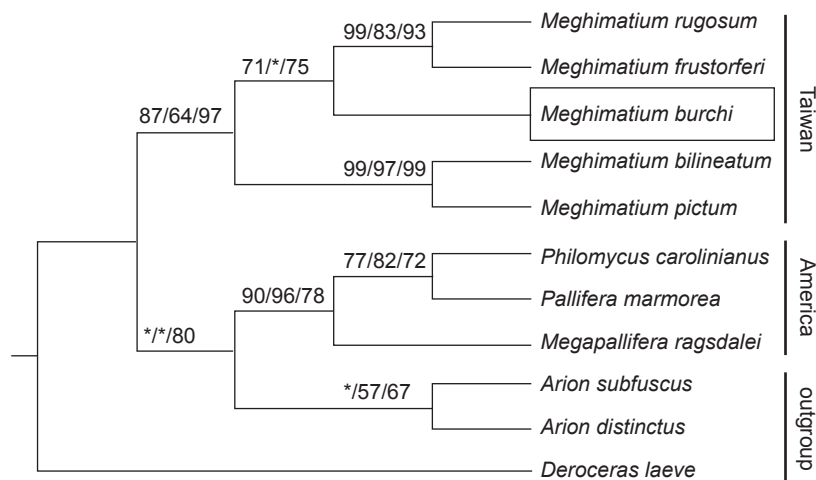 99/83/93
Meghimatium rugosum
71/*/75
Meghimatium frustorferi
87/64/97
Meghimatium burchi
99/97/99
Meghimatium bilineatum
Meghimatium pictum
Taiwan
77/82/72
Philomycus carolinianus
90/96/78
Pallifera marmorea
*/*/80
Megapallifera ragsdalei
America
*/57/67
Arion subfuscus
Arion distinctus
Deroceras laeve
outgroup